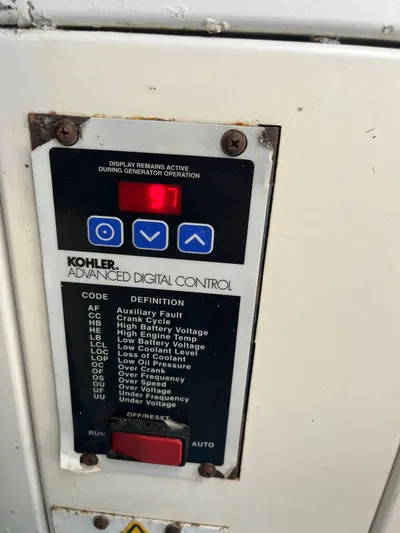 DISPLAY REMAINS ACTIVE
DURING GENERATOR OPERATION
KOHLER®
ADVANCED DIGITAL CONTROL
CODE DEFINITION
AF Auxiliary Fault
CC Crank Cycle
HB High Battery Voltage
HE High Engine Temp
LB Low Battery Voltage
LCL Low Coolant Level
LOC Loss of Coolant
LOP Low Oil Pressure
OC Over Crank
OF Over Frequency
OS Over Speed
OU Over Voltage
UF Under Frequency
UU Under Voltage
OFF/RESET
RUN AUTO